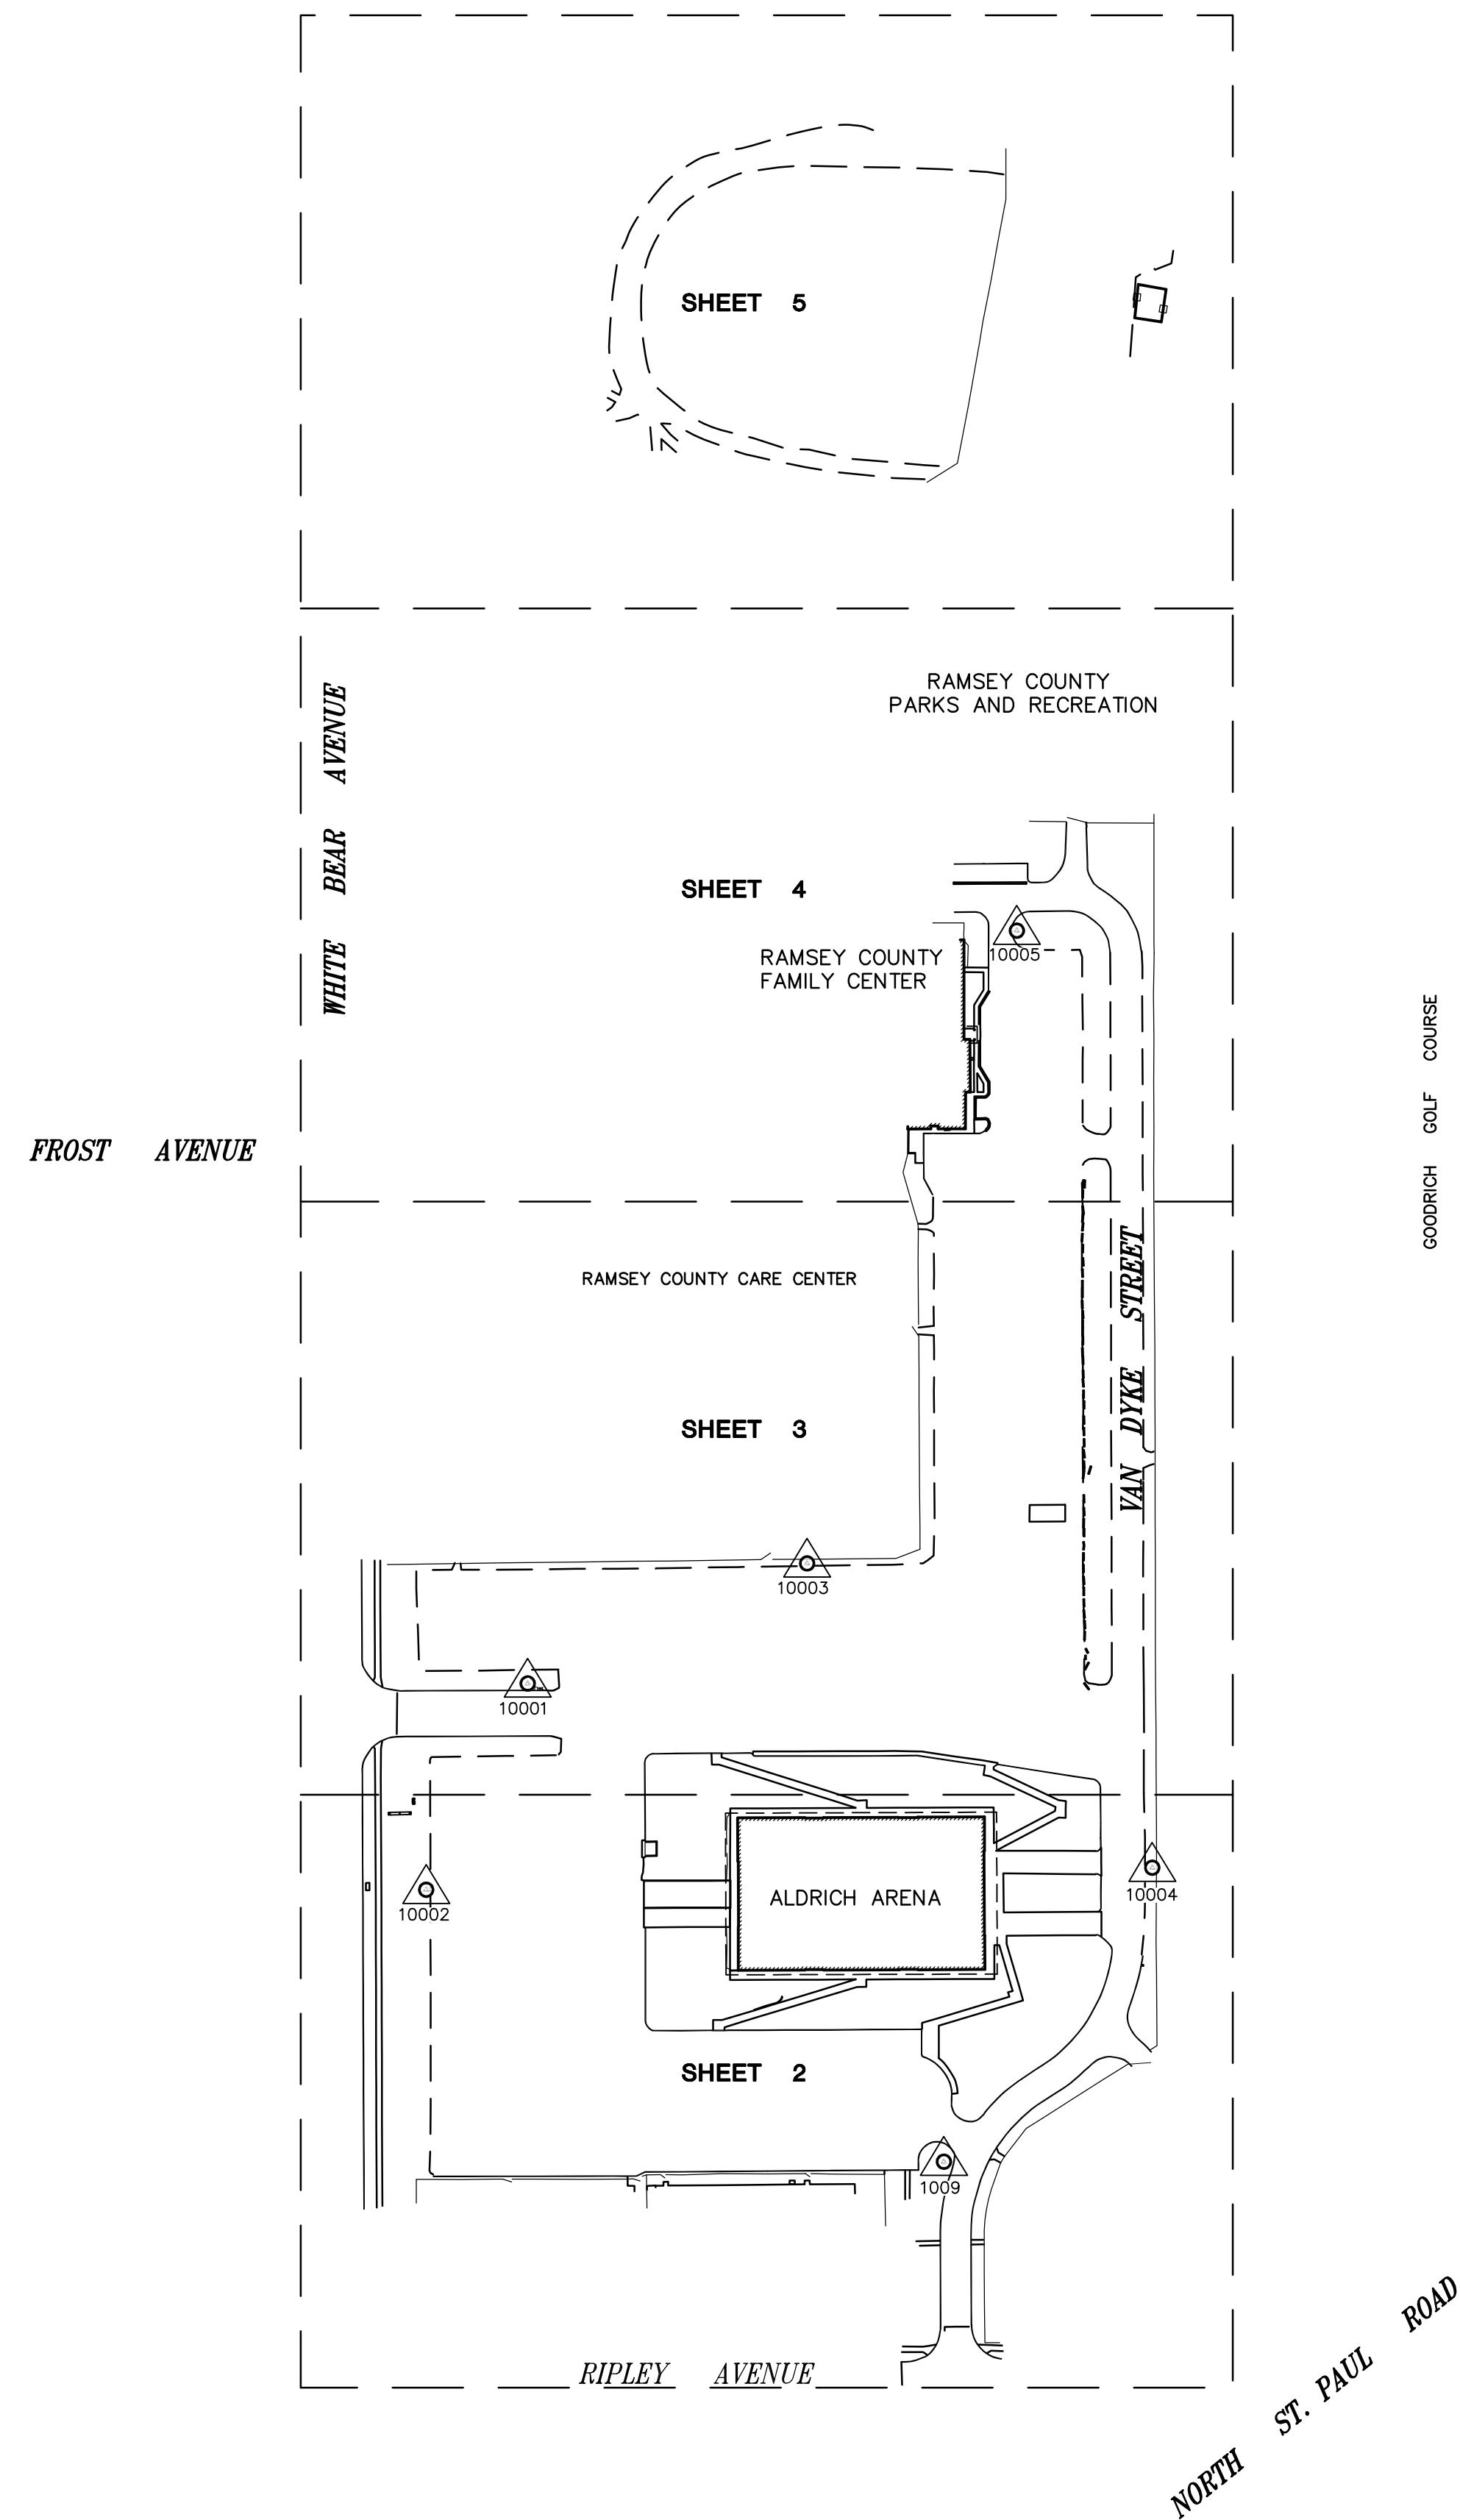 SHEET 5
RAMSEY COUNTY
PARKS AND RECREATION
WHITE BEAR AVENUE
SHEET 4
10005
RAMSEY COUNTY
FAMILY CENTER
GOODRICH GOLF COURSE
FROST AVENUE
RAMSEY COUNTY CARE CENTER
VAN DYKE STREET
SHEET 3
10003
10001
10002
ALDRICH ARENA
10004
SHEET 2
1009
RIPLEY AVENUE
NORTH ST. PAUL ROAD